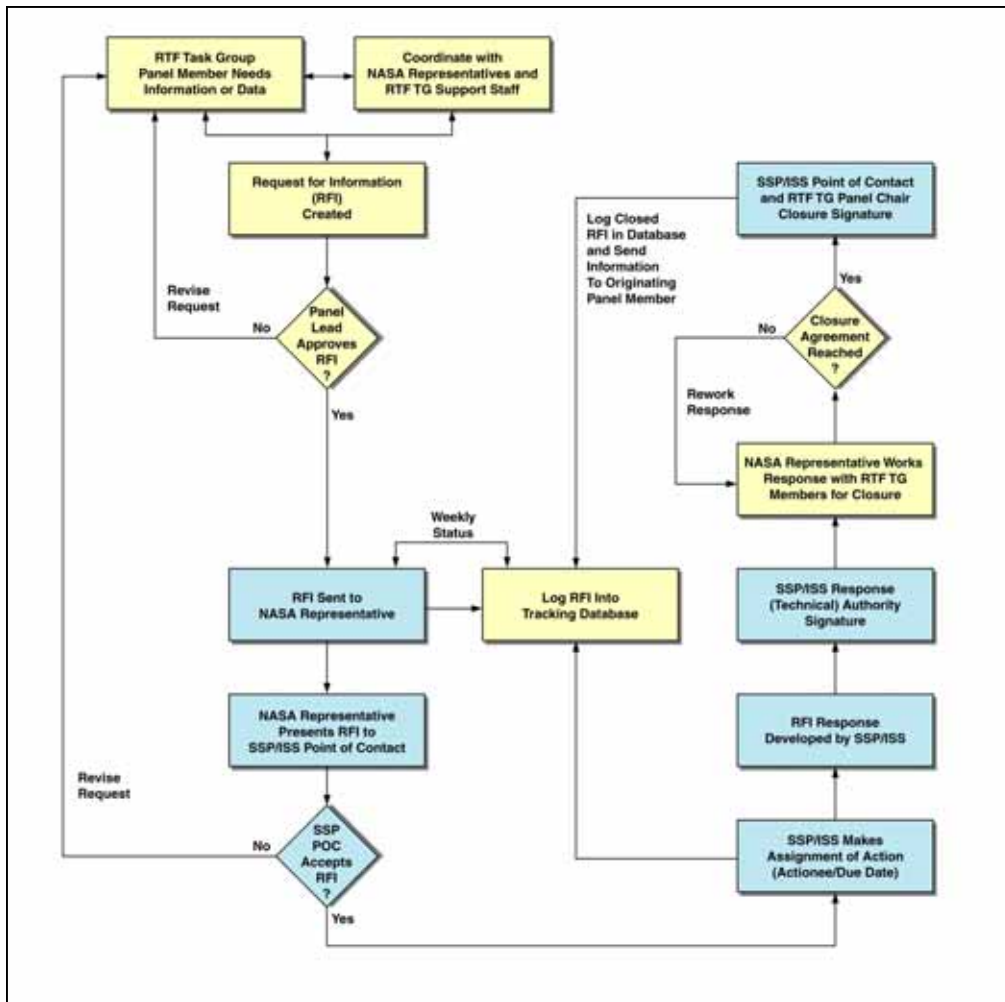 RTF Task Group
Panel Member Needs
Information or Data
Coordinate with
NASA Representatives and
RTF TG Support Staff
Request for Information
(RFI)
Created
Revise
Request
No
Panel
Lead
Approves
RFI
?
Yes
Weekly
Status
RFI Sent to
NASA Representative
Log RFI Into
Tracking Database
NASA Representative
Presents RFI to
SSP/ISS Point of Contact
Revise
Request
No
SSP
POC
Accepts
RFI
?
Yes
SSP/ISS Point of Contact
and RTF TG Panel Chair
Closure Signature
Log Closed
RFI in Database
and Send
Information
To Originating
Panel Member
Yes
No
Closure
Agreement
Reached
?
Rework
Response
NASA Representative Works
Response with RTF TG
Members for Closure
SSP/ISS Response
(Technical) Authority
Signature
RFI Response
Developed by SSP/ISS
SSP/ISS Makes
Assignment of Action
(Actionee/Due Date)